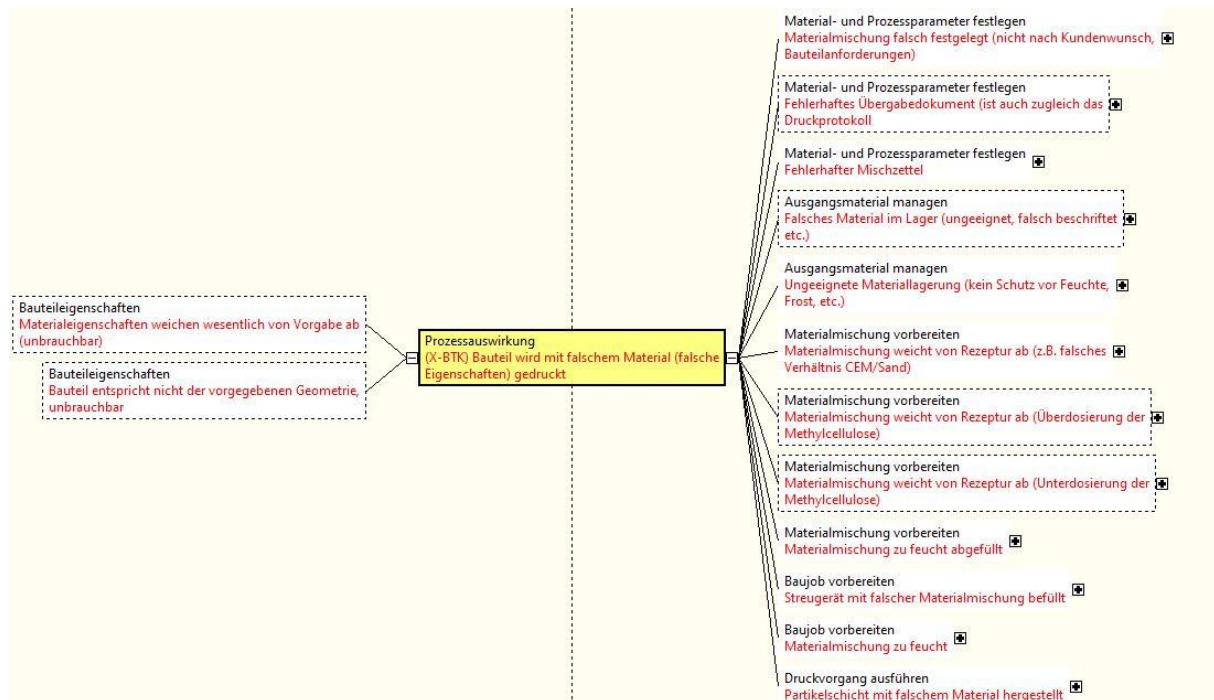 Bauteileigenschaften
Materialeigenschaften weichen wesentlich von Vorgabe ab
(unbrauchbar)
Bauteileigenschaften
Bauteil entspricht nicht der vorgegebenen Geometrie,
unbrauchbar
Prozessauswirkung
(X-BTK) Bauteil wird mit falschem Material (falsche
Eigenschaften) gedruckt
Material- und Prozessparameter festlegen
Materialmischung falsch festgelegt (nicht nach Kundenwunsch,
Bauteilanforderungen)
Material- und Prozessparameter festlegen
Fehlerhaftes Übergabedokument (ist auch zugleich das
Druckprotokoll
Material- und Prozessparameter festlegen
Fehlerhafter Mischzettel
Ausgangsmaterial managen
Falsches Material im Lager (ungeeignet, falsch beschriftet
etc.)
Ausgangsmaterial managen
Ungeeignete Materiallagerung (kein Schutz vor Feuchte,
Frost, etc.)
Materialmischung vorbereiten
Materialmischung weicht von Rezeptur ab (z.B. falsches
Verhältnis CEM/Sand)
Materialmischung vorbereiten
Materialmischung weicht von Rezeptur ab (Überdosierung der
Methylcellulose)
Materialmischung vorbereiten
Materialmischung weicht von Rezeptur ab (Unterdosierung der
Methylcellulose)
Materialmischung vorbereiten
Materialmischung zu feucht abgefüllt
Baujob vorbereiten
Streugerät mit falscher Materialmischung befüllt
Baujob vorbereiten
Materialmischung zu feucht
Druckvorgang ausführen
Partikelschicht mit falschem Material hergestellt